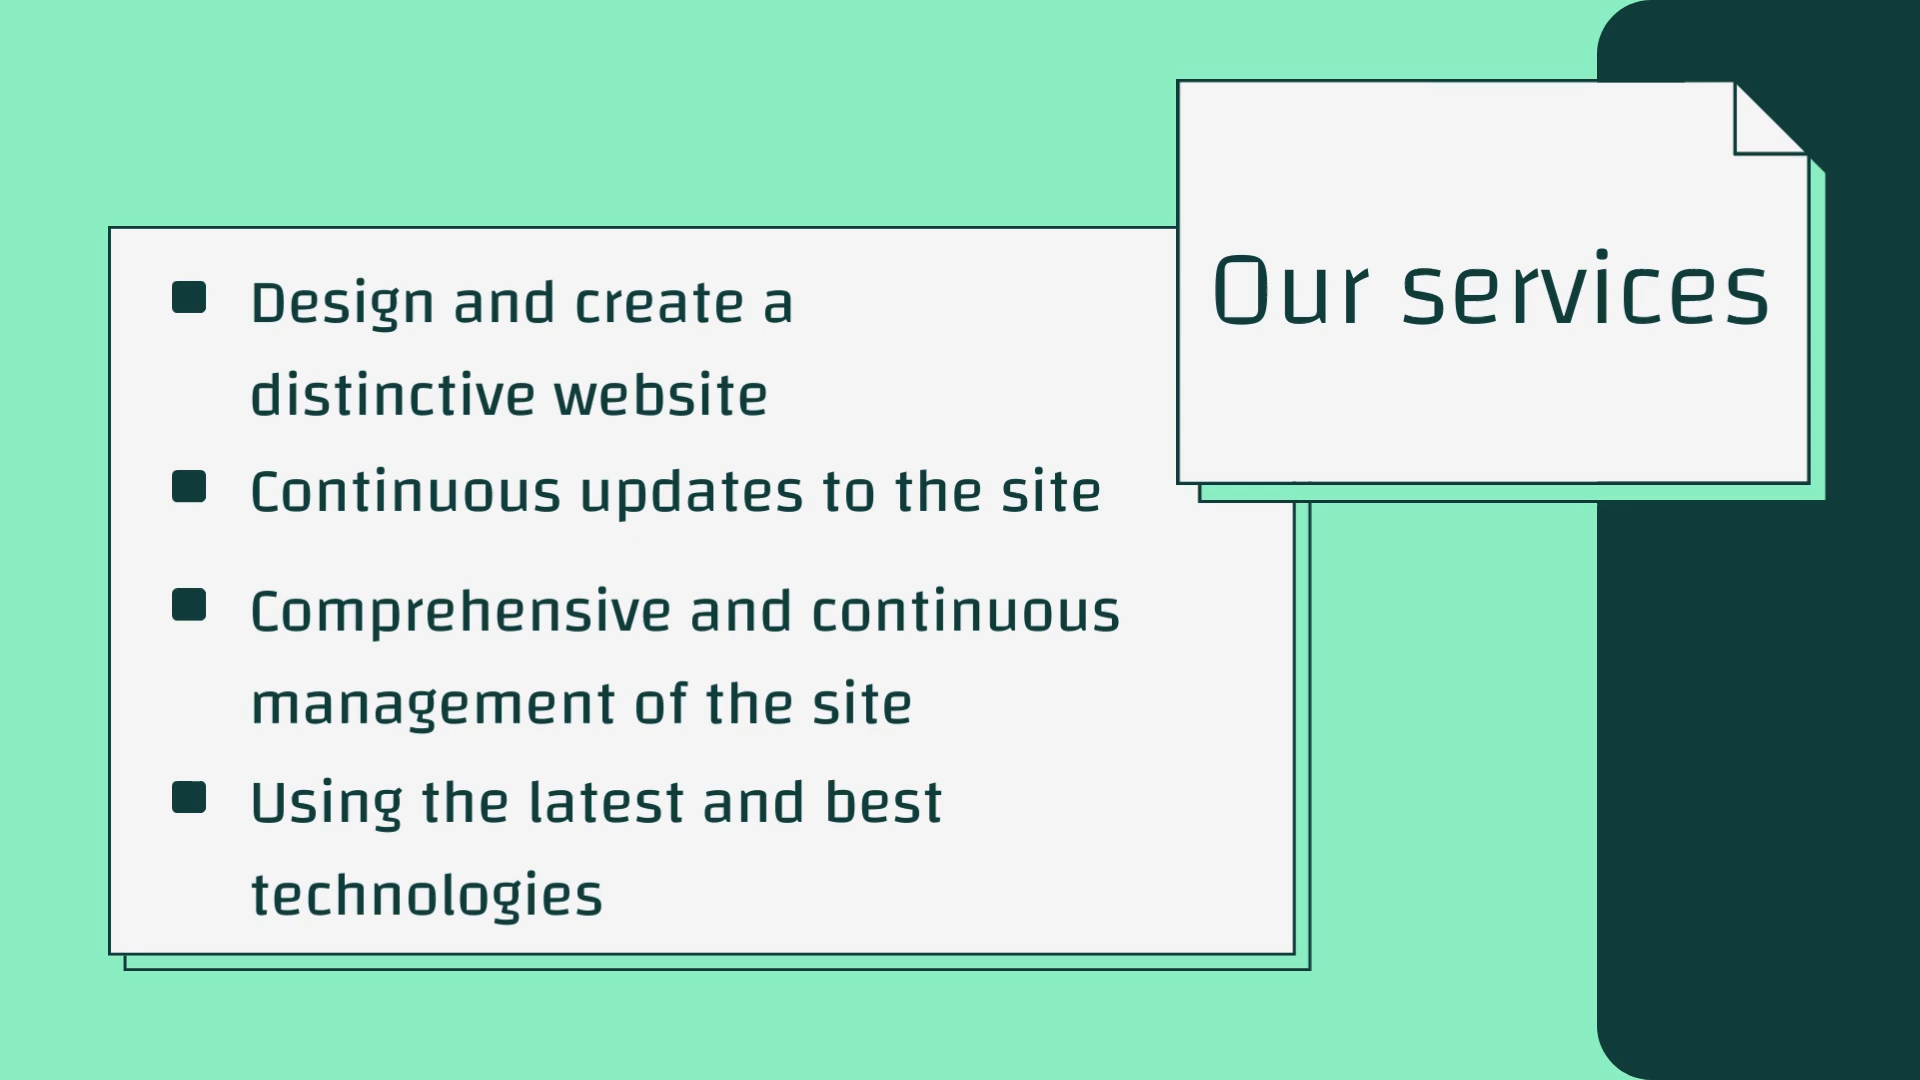 Our services
Design and create a
distinctive website
Continuous updates to the site
Comprehensive and continuous
management of the site
Using the latest and best
technologies